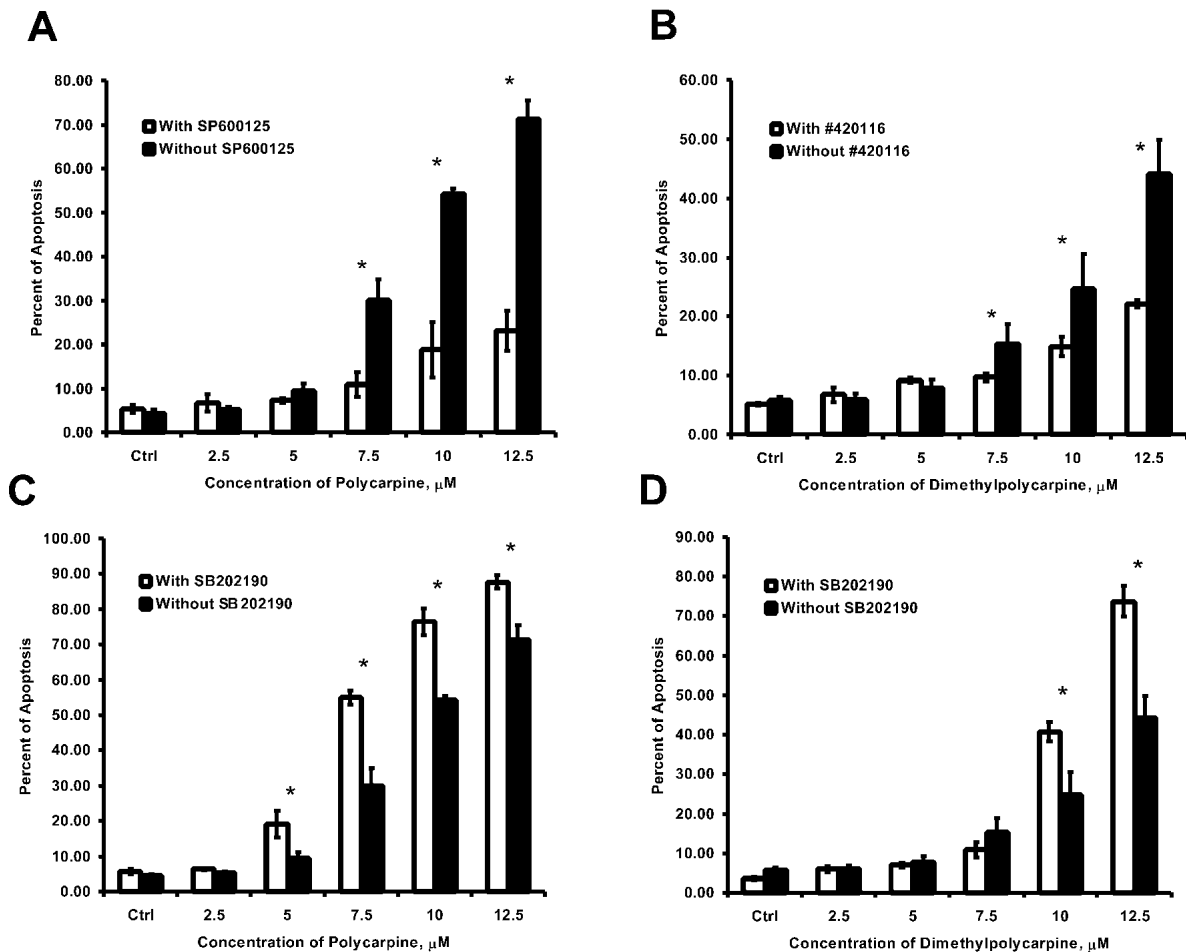 A
80.00
70.00
60.00
50.00
40.00
30.00
20.00
10.00
0.00
Percent of Apoptosis
With SP600125
Without SP600125
*
*
*
Ctrl 2.5 5 7.5 10 12.5
Concentration of Polycarpine, μM
B
60.00
50.00
40.00
30.00
20.00
10.00
0.00
Percent of Apoptosis
With #420116
Without #420116
*
*
*
Ctrl 2.5 5 7.5 10 12.5
Concentration of Dimethylpolycarpine, μM
C
100.00
90.00
80.00
70.00
60.00
50.00
40.00
30.00
20.00
10.00
0.00
Percent of Apoptosis
With SB202190
Without SB202190
*
*
*
*
Ctrl 2.5 5 7.5 10 12.5
Concentration of Polycarpine, μM
D
90.00
80.00
70.00
60.00
50.00
40.00
30.00
20.00
10.00
0.00
Percent of Apoptosis
With SB202190
Without SB202190
*
*
Ctrl 2.5 5 7.5 10 12.5
Concentration of Dimethylpolycarpine, μM